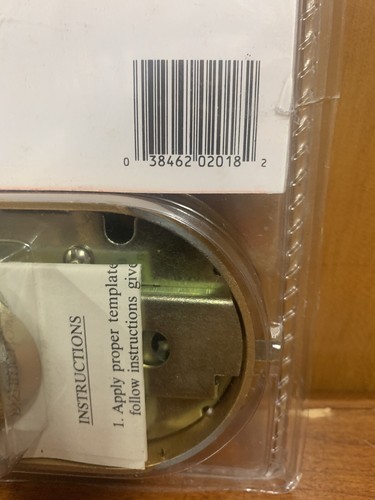 0 38462 02018 2
INSTRUCTIONS
1. Apply proper template
follow instructions give